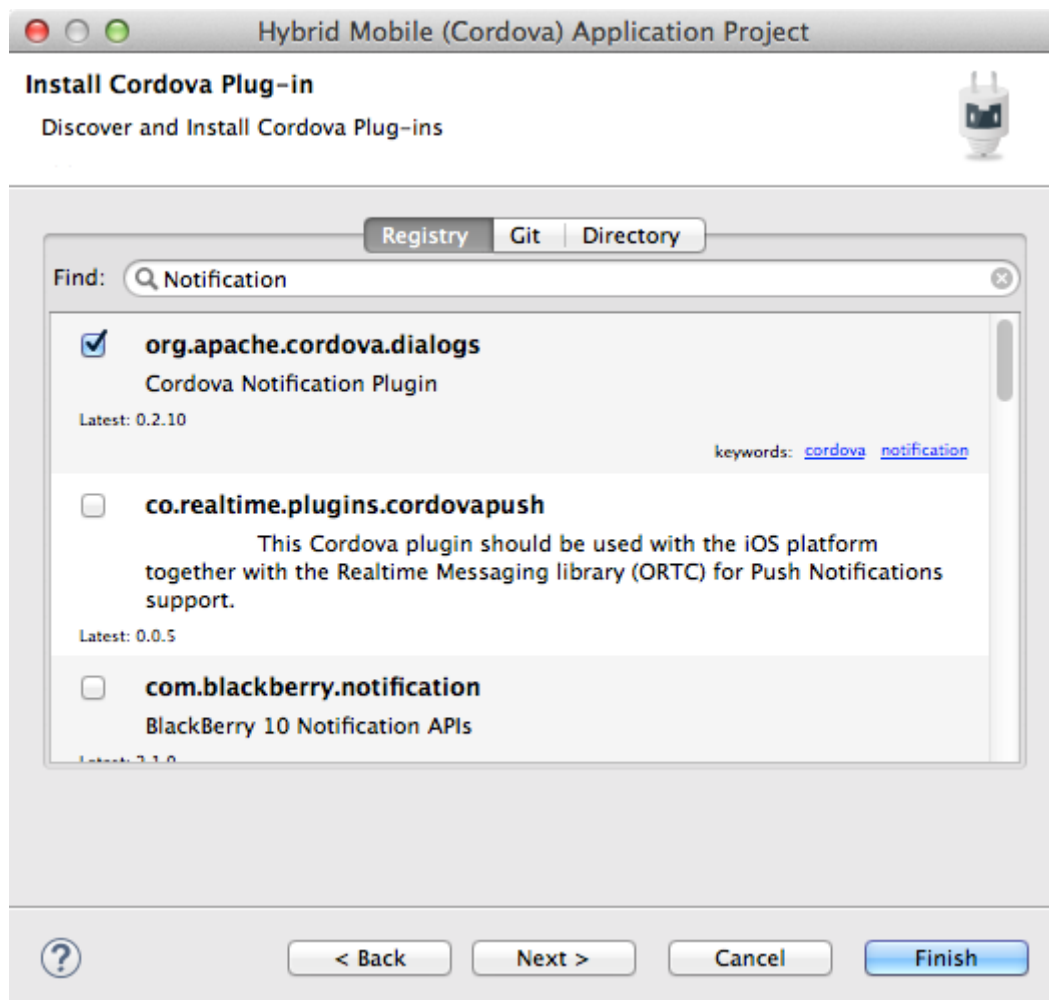 Hybrid Mobile (Cordova) Application Project
Install Cordova Plug-in
Discover and Install Cordova Plug-ins
Registry Git Directory
Find: Notification
org.apache.cordova.dialogs
Cordova Notification Plugin
Latest: 0.2.10
keywords: cordova notification
co.realtime.plugins.cordovapush
This Cordova plugin should be used with the iOS platform
together with the Realtime Messaging library (ORTC) for Push Notifications
support.
Latest: 0.0.5
com.blackberry.notification
BlackBerry 10 Notification APIs
Latest:
? < Back Next > Cancel Finish